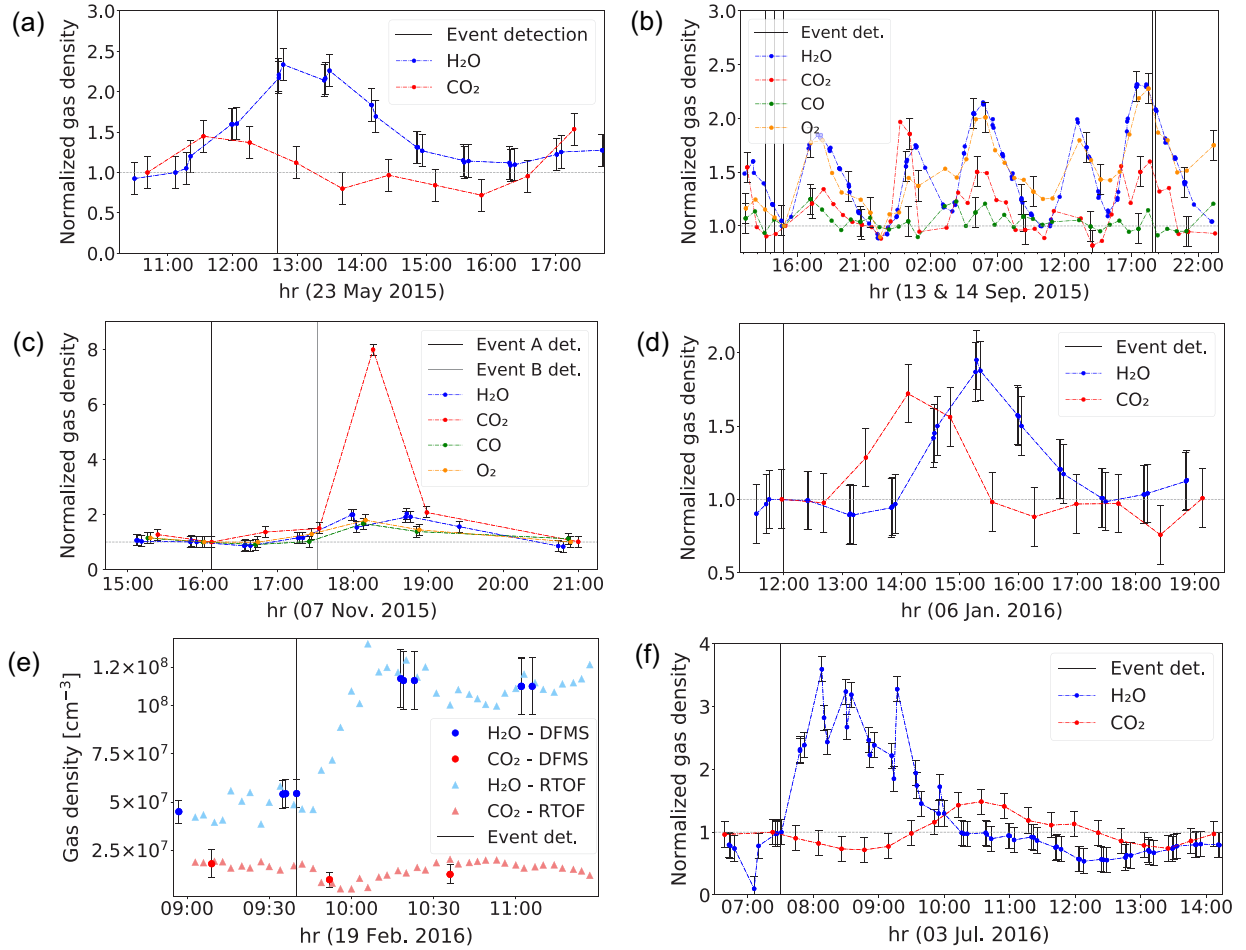 (a)
Normalized gas density
3.0
2.5
2.0
1.5
1.0
0.5
0.0
Event detection
H₂O
CO₂
11:00 12:00 13:00 14:00 15:00 16:00 17:00
hr (23 May 2015)
(b)
Normalized gas density
3.0
2.5
2.0
1.5
1.0
Event det.
H₂O
CO₂
CO
O₂
16:00 21:00 02:00 07:00 12:00 17:00 22:00
hr (13 & 14 Sep. 2015)
(c)
Normalized gas density
8
6
4
2
0
Event A det.
Event B det.
H₂O
CO₂
CO
O₂
15:00 16:00 17:00 18:00 19:00 20:00 21:00
hr (07 Nov. 2015)
(d)
Normalized gas density
2.0
1.5
1.0
0.5
Event det.
H₂O
CO₂
12:00 13:00 14:00 15:00 16:00 17:00 18:00 19:00
hr (06 Jan. 2016)
(e)
Gas density [cm⁻³]
1.2×10⁸
10⁸
7.5×10⁷
5×10⁷
2.5×10⁷
H₂O - DFMS
CO₂ - DFMS
H₂O - RTOF
CO₂ - RTOF
Event det.
09:00 09:30 10:00 10:30 11:00
hr (19 Feb. 2016)
(f)
Normalized gas density
4
3
2
1
0
Event det.
H₂O
CO₂
07:00 08:00 09:00 10:00 11:00 12:00 13:00 14:00
hr (03 Jul. 2016)